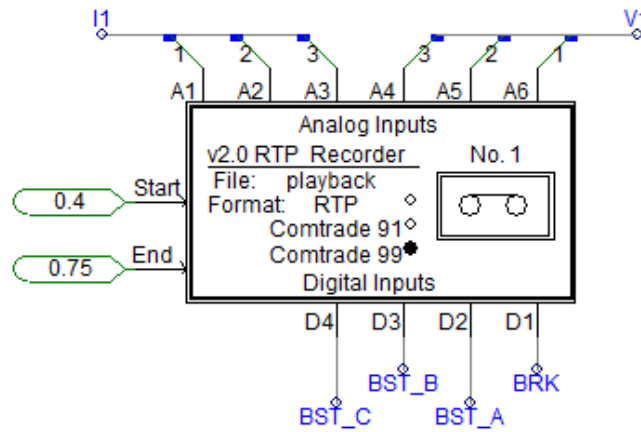 I1 V1
1 2 3 3 2 1
A1 A2 A3 A4 A5 A6
Analog Inputs
v2.0 RTP Recorder No. 1
File: playback
Format: RTP
Comtrade 91
Comtrade 99
Digital Inputs
0.4 Start
0.75 End
D4 D3 D2 D1
BST_B BRK
BST_C BST_A